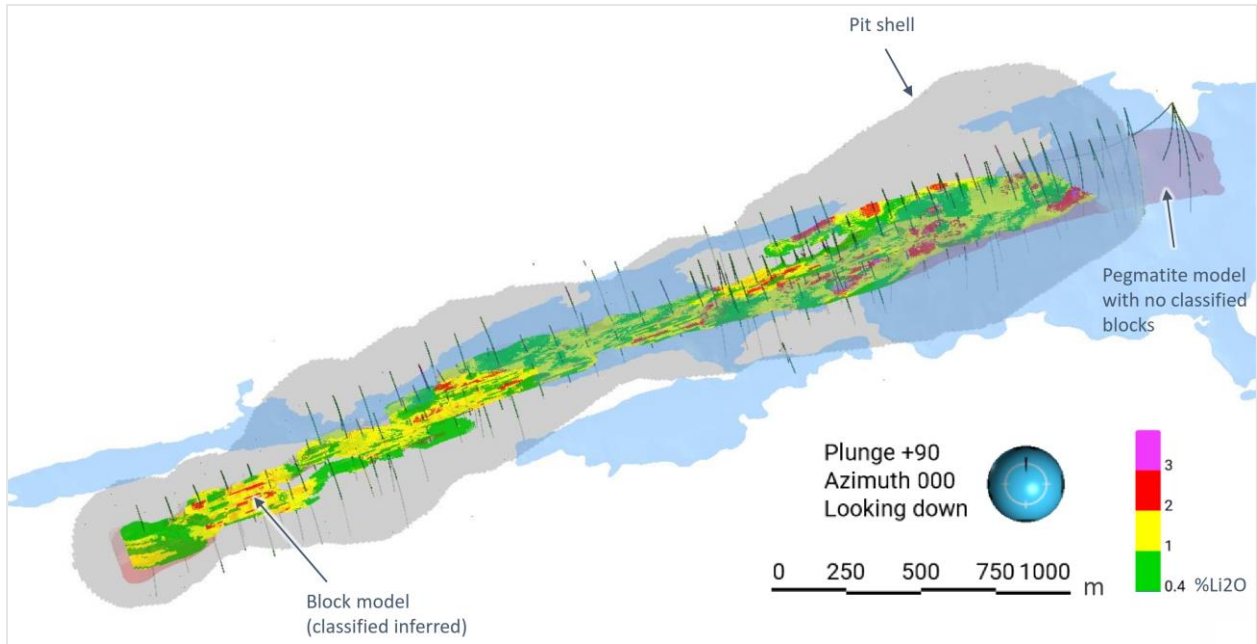 Pit shell
Pegmatite model
with no classified
blocks
Plunge +90
Azimuth 000
Looking down
0 250 500 750 1000 m
3
2
1
0.4 %Li2O
Block model
(classified inferred)